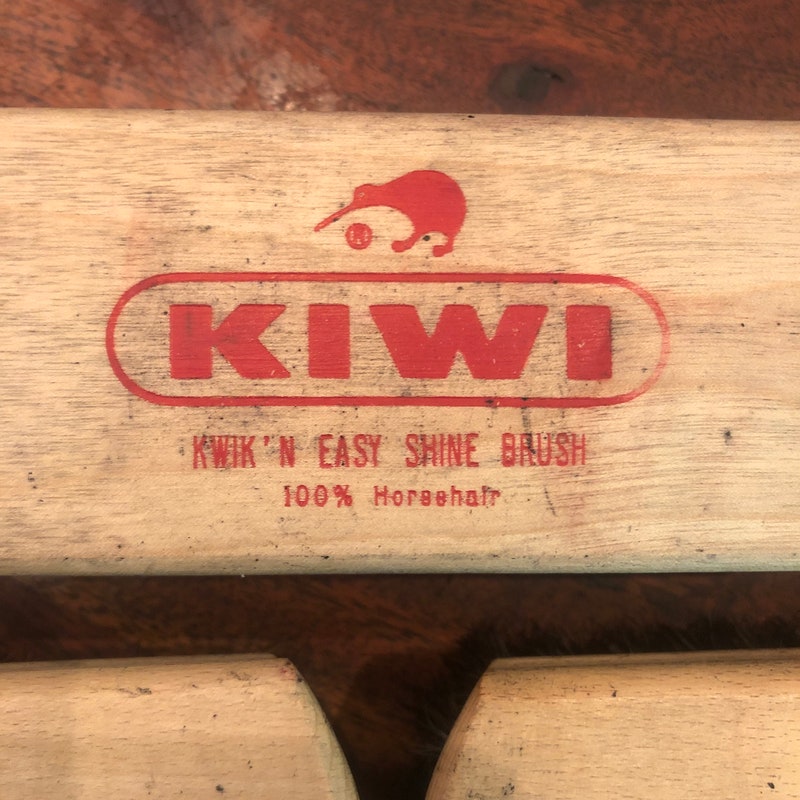 KIWI
KWIK'N EASY SHINE BRUSH
100% Horsehair